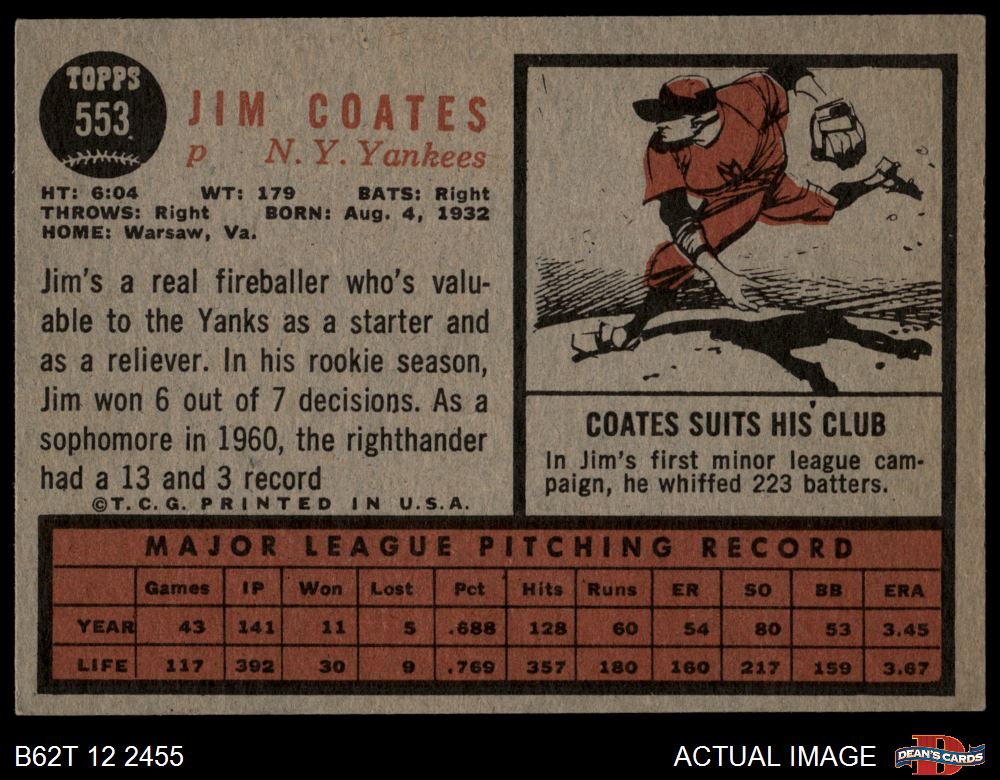 TOPPS
553
JIM COATES
p N. Y. Yankees
HT: 6:04 WT: 179 BATS: Right
THROWS: Right BORN: Aug. 4, 1932
HOME: Warsaw, Va.
Jim's a real fireballer who's valu-
able to the Yanks as a starter and
as a reliever. In his rookie season,
Jim won 6 out of 7 decisions. As a
sophomore in 1960, the righthander
had a 13 and 3 record
©T.C.G. PRINTED IN U.S.A.
COATES SUITS HIS CLUB
In Jim's first minor league cam-
paign, he whiffed 223 batters.
MAJOR LEAGUE PITCHING RECORD
Games IP Won Lost Pct Hits Runs ER SO BB ERA
YEAR 43 141 11 5 .688 128 60 54 80 53 3.45
LIFE 117 392 30 9 .769 357 180 160 217 159 3.67
B62T 12 2455
ACTUAL IMAGE
DEAN'S CARDS